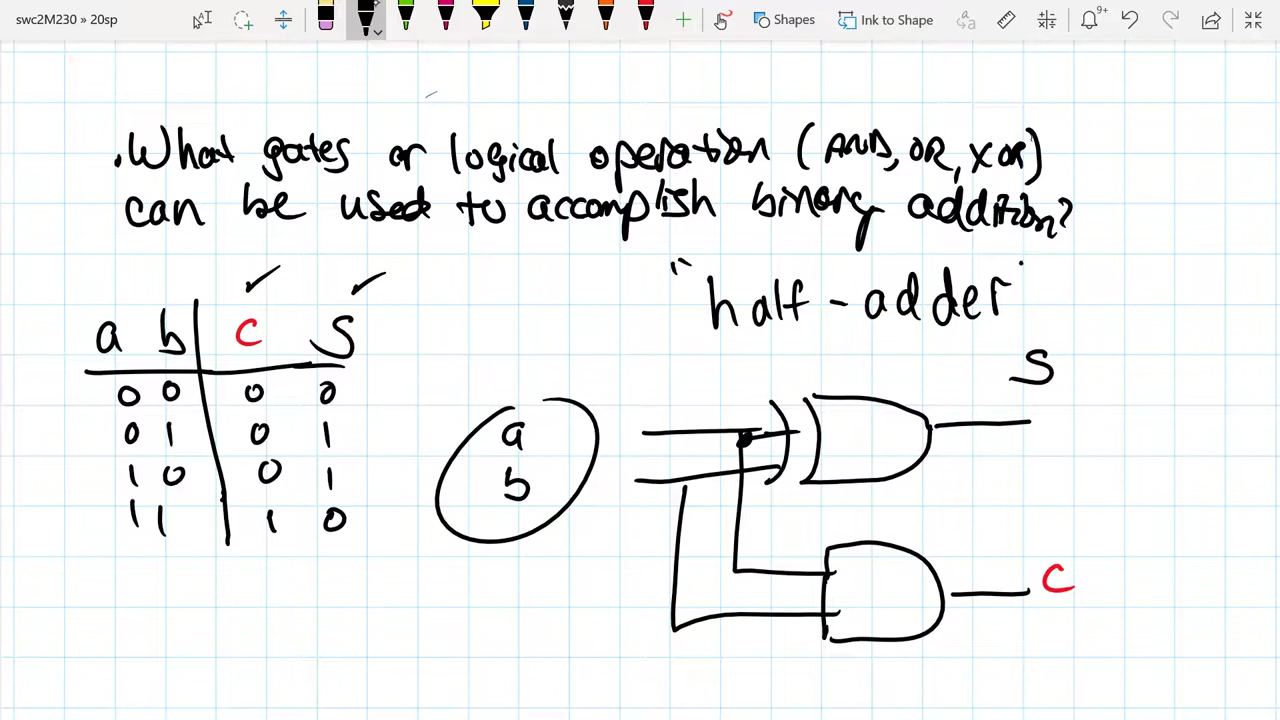 swc2M230 » 20sp
Shapes
Ink to Shape
9+
.What gates or logical operation (AND, OR, XOR)
can be used to accomplish binary addition?
"half-adder"
a b c S
0 0 0 0
0 1 0 1
1 0 0 1
1 1 1 0
a
b
S
C